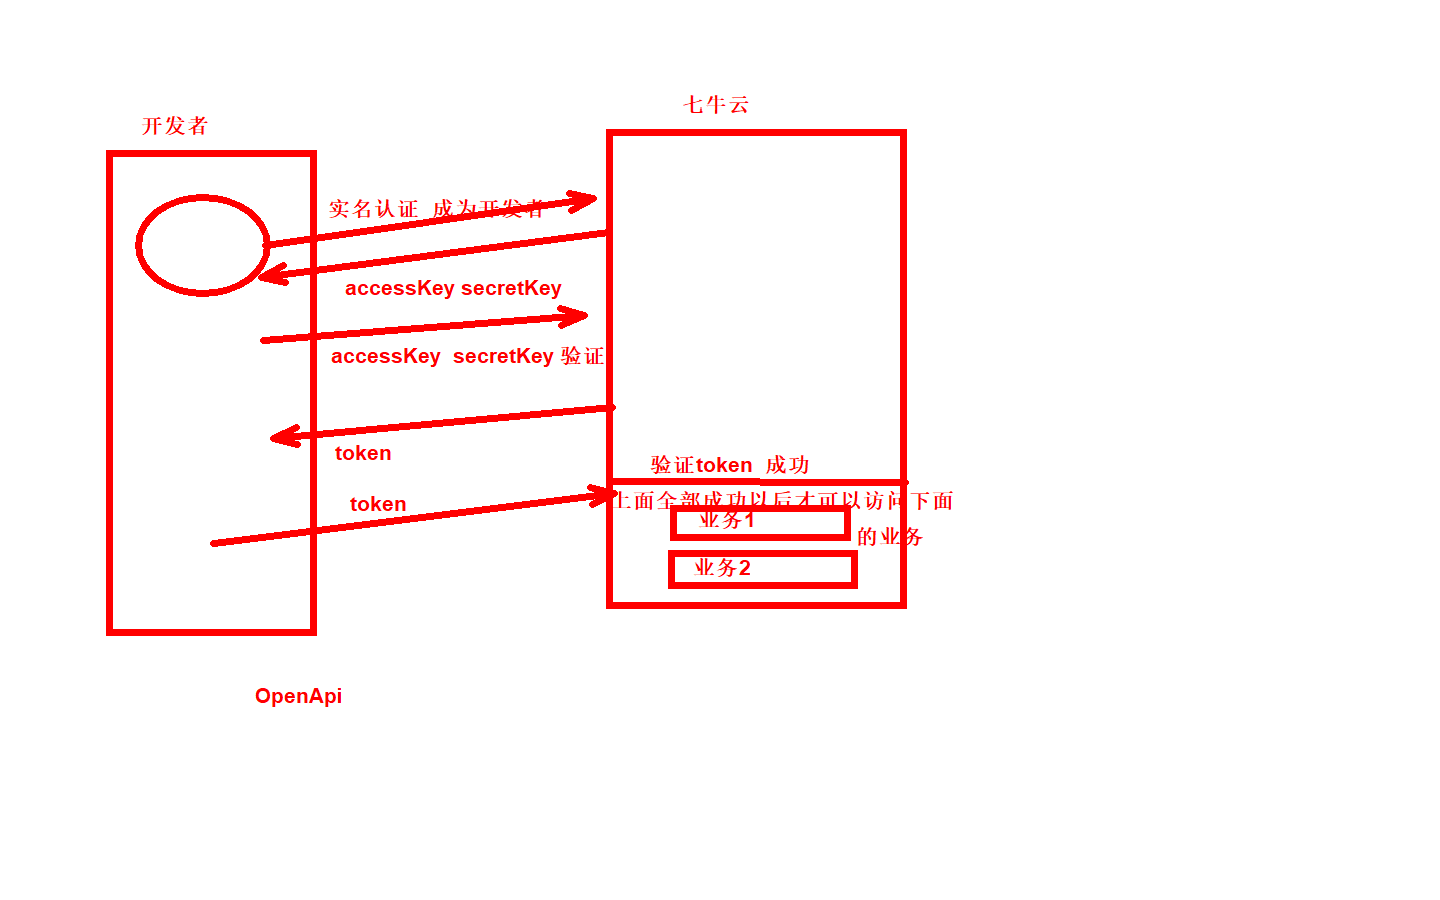 七牛云
开发者
实名认证  成为开发者
accessKey secretKey
accessKey  secretKey 验证
token
验证token  成功
token
上面全部成功以后才可以访问下面
业务1
的业务
业务2
OpenApi